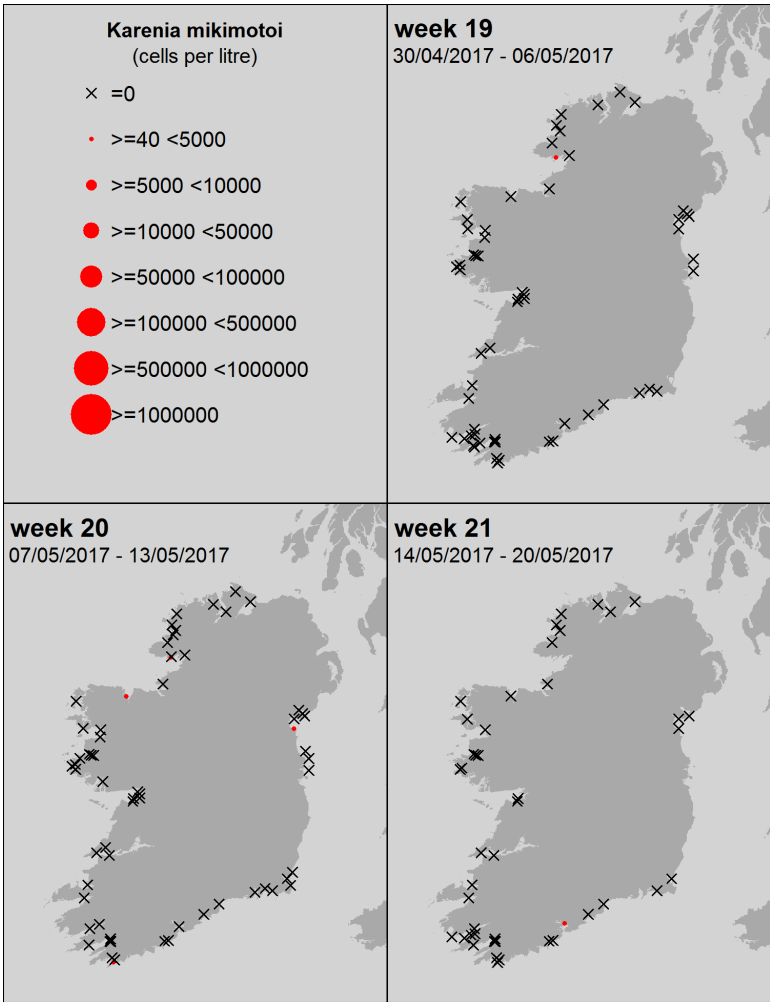 Karenia mikimotoi
(cells per litre)
=0
>=40 <5000
>=5000 <10000
>=10000 <50000
>=50000 <100000
>=100000 <500000
>=500000 <1000000
>=1000000
week 19
30/04/2017 - 06/05/2017
week 20
07/05/2017 - 13/05/2017
week 21
14/05/2017 - 20/05/2017